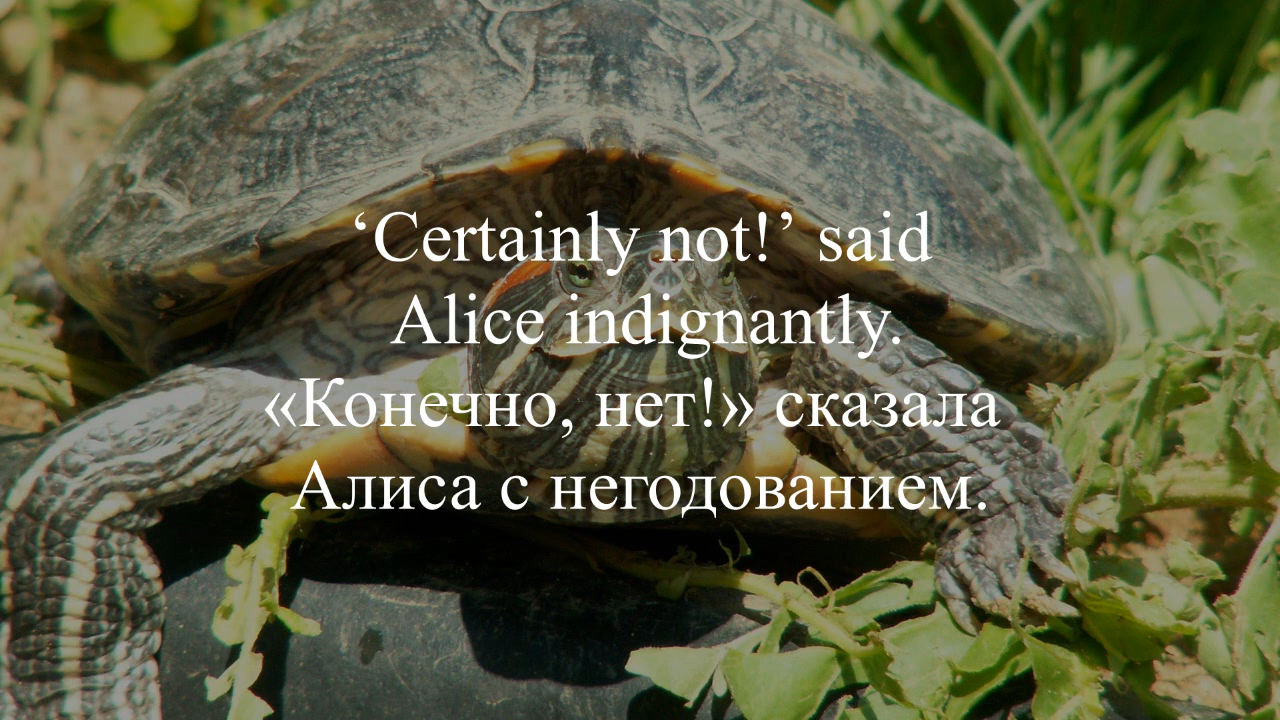 ‘Certainly not!’ said
Alice indignantly.
«Конечно, нет!» сказала
Алиса с негодованием.